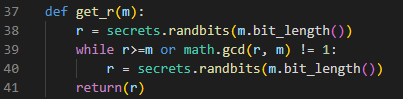 37 def get_r(m):
38     r = secrets.randbits(m.bit_length())
39     while r>=m or math.gcd(r, m) != 1:
40         r = secrets.randbits(m.bit_length())
41     return(r)